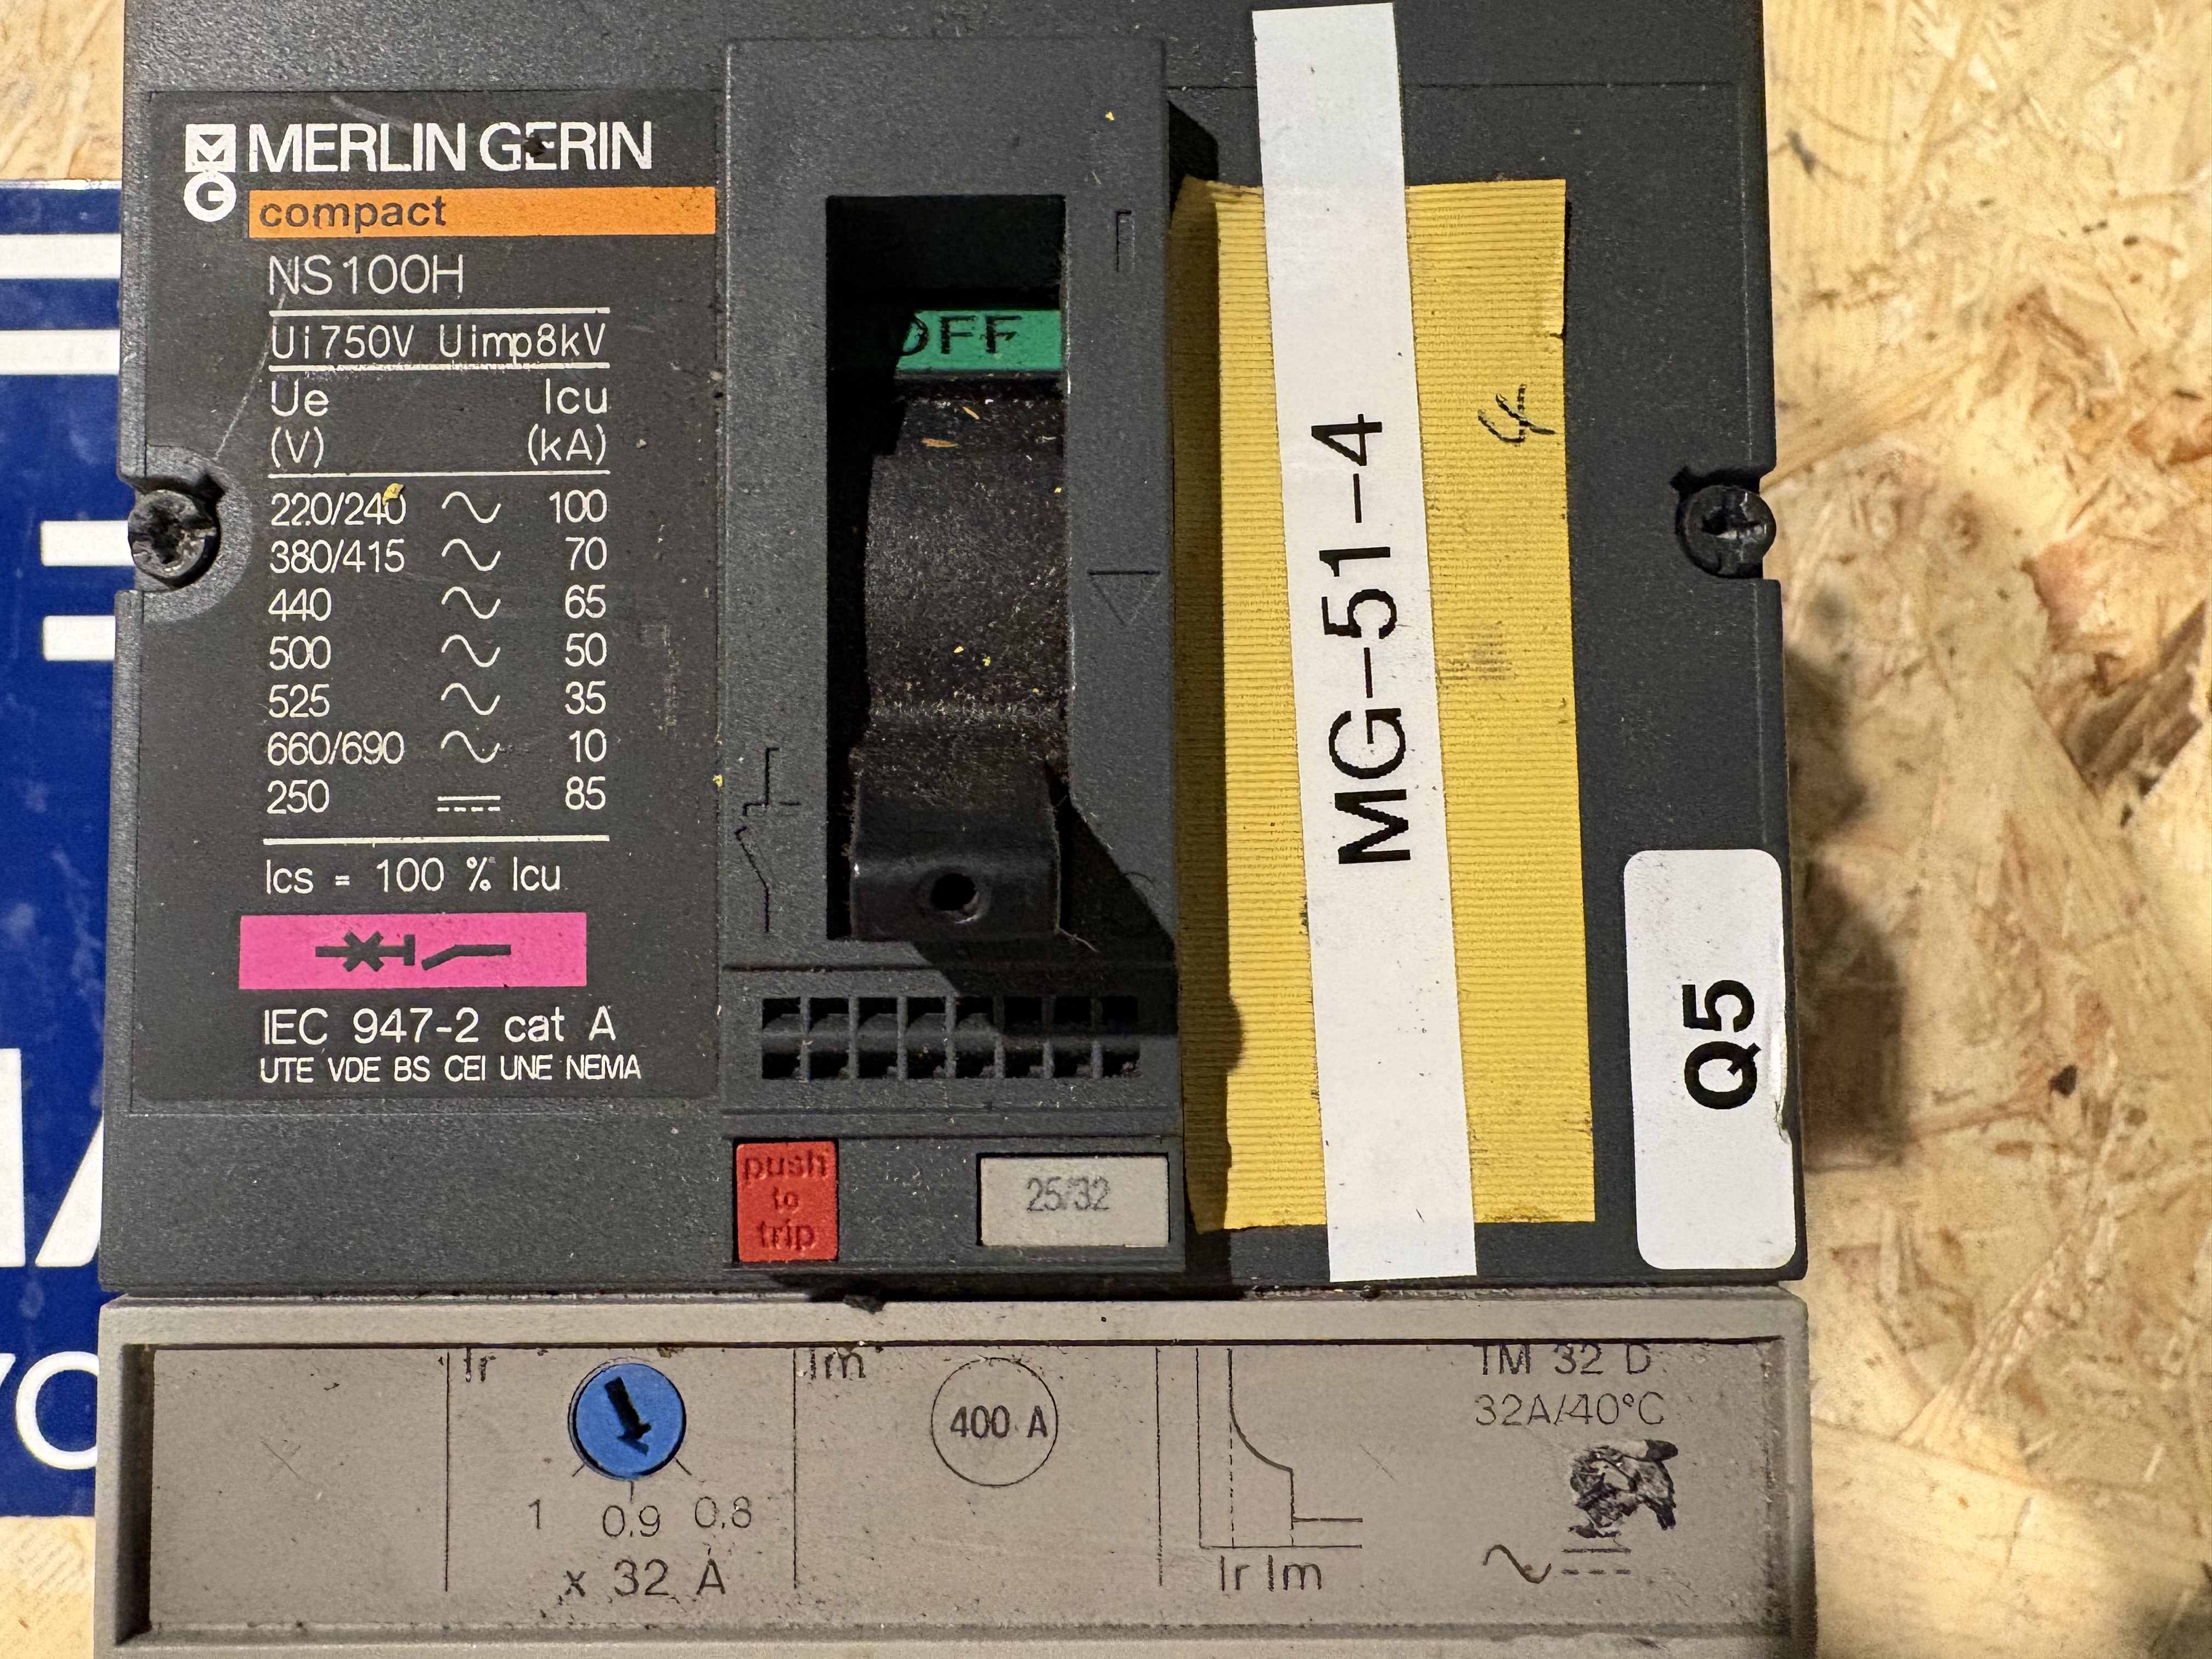 MERLIN GERIN
compact
NS100H
Ui750V Uimp8kV
Ue Icu
(V) (kA)
220/240 100
380/415 70
440 65
500 50
525 35
660/690 10
250 85
Ics = 100 % Icu
IEC 947-2 cat A
UTE VDE BS CEI UNE NEMA
OFF
push
to
trip
25/32
MG-51-4
Q5
Ir
1 0.9 0.8
x 32 A
Im
400 A
Ir Im
TM 32 D
32A/40°C